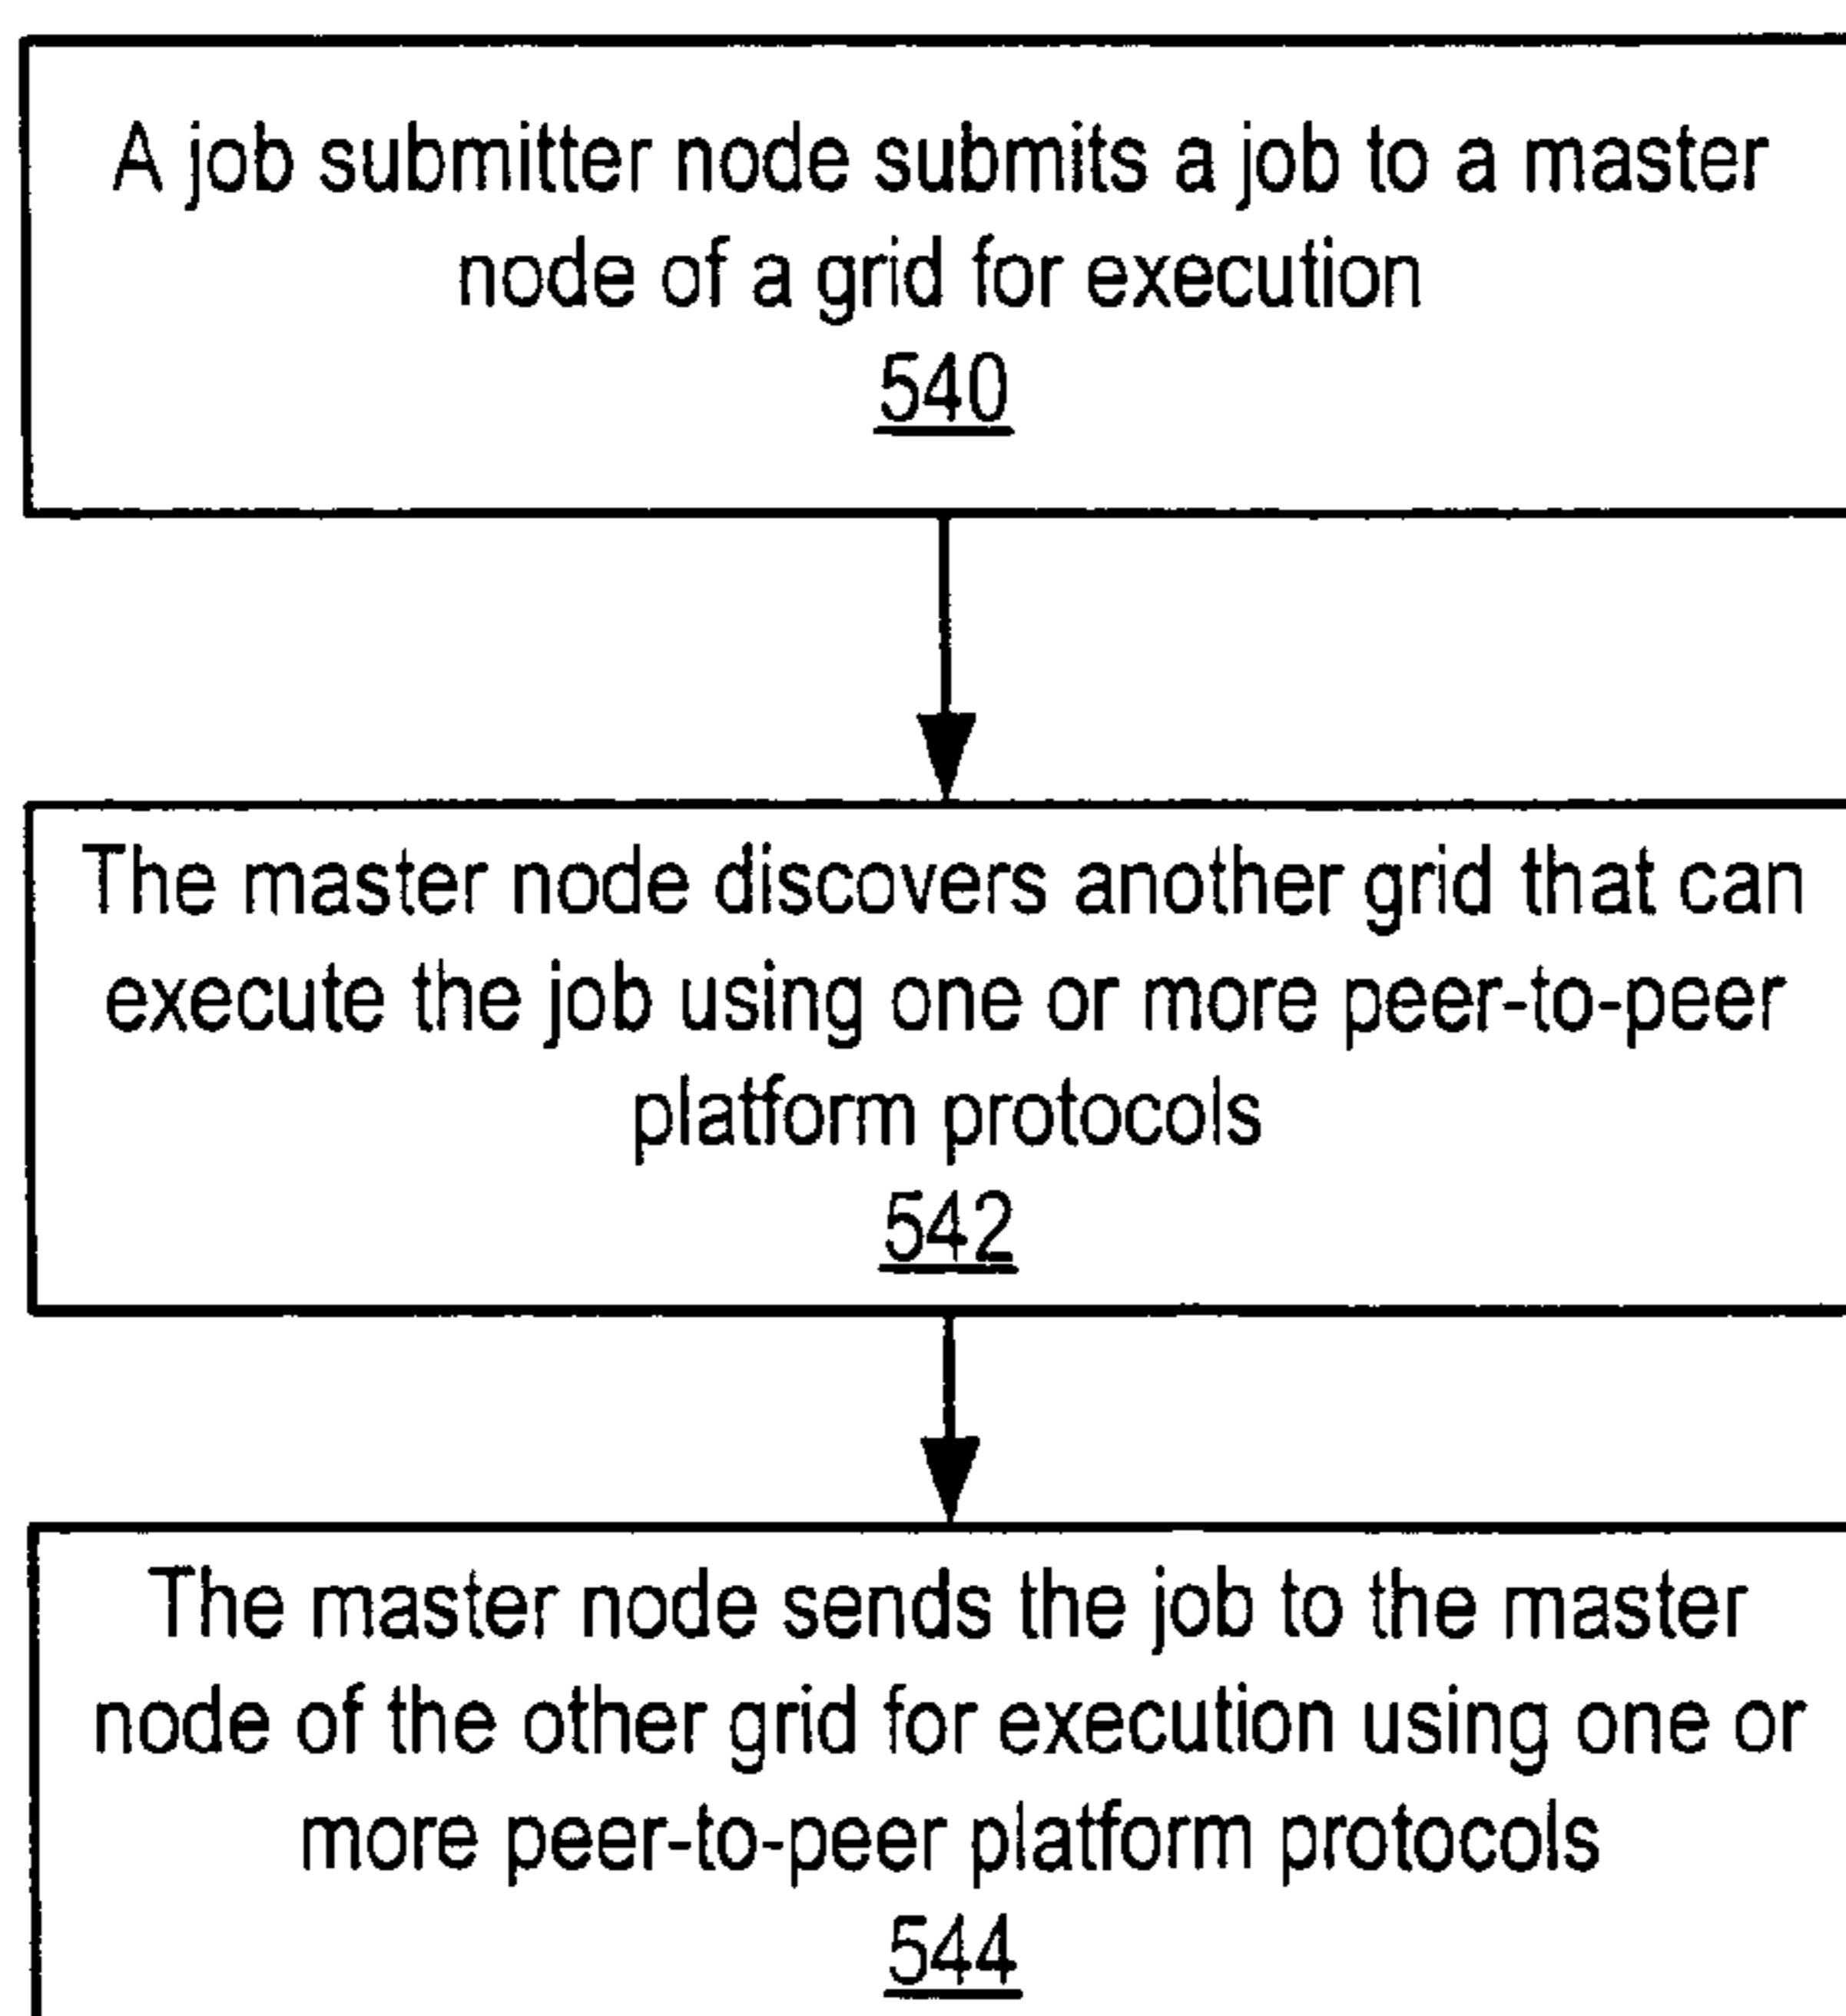 A job submitter node submits a job to a master
node of a grid for execution
540
The master node discovers another grid that can
execute the job using one or more peer-to-peer
platform protocols
542
The master node sends the job to the master
node of the other grid for execution using one or
more peer-to-peer platform protocols
544